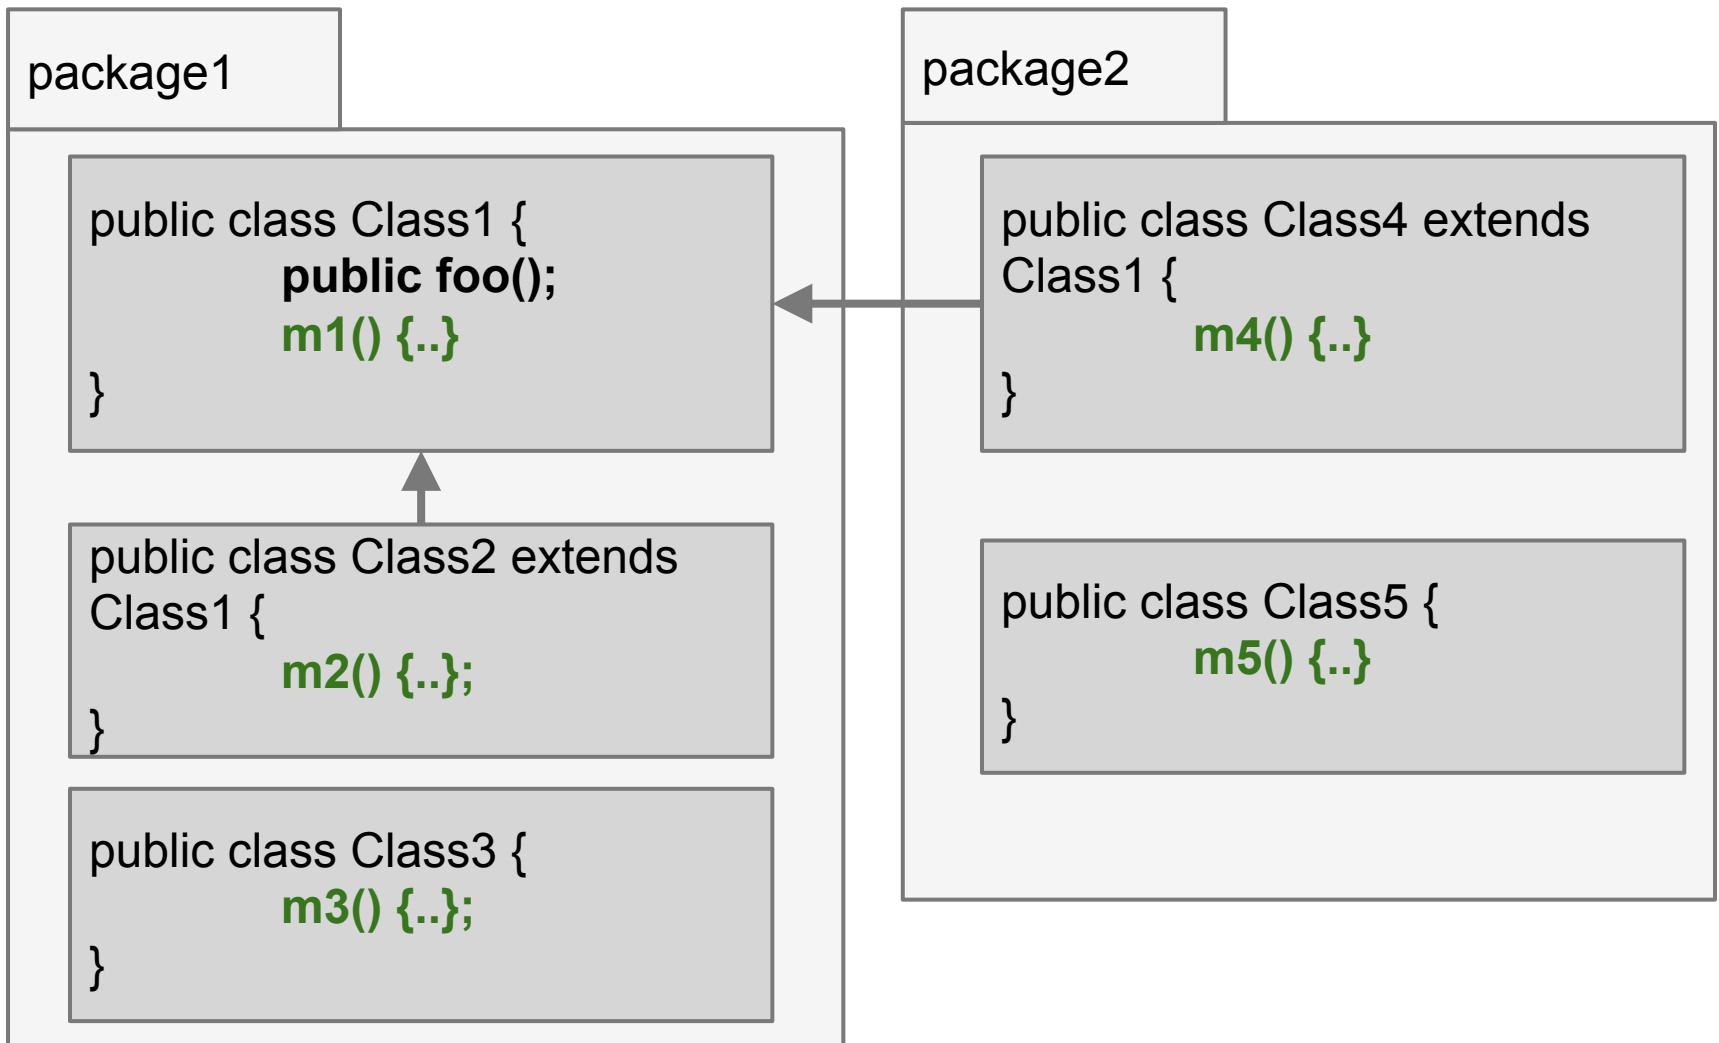 package1
public class Class1 {
public foo();
m1() {..}
}
public class Class2 extends
Class1 {
m2() {..};
}
public class Class3 {
m3() {..};
}
package2
public class Class4 extends
Class1 {
m4() {..}
}
public class Class5 {
m5() {..}
}